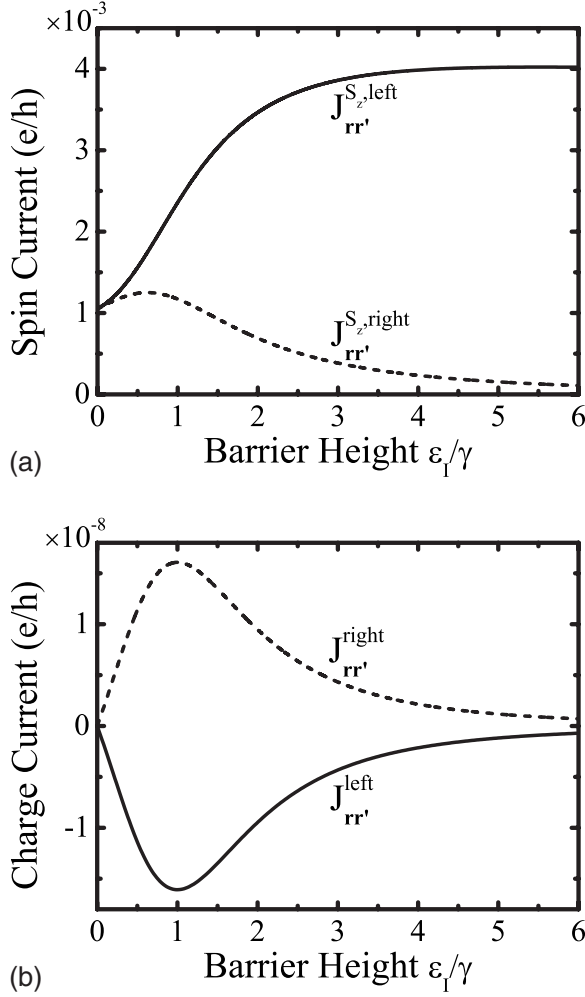 ×10⁻³
4
3
2
1
0
Spin Current (e/h)
J_rr'^S_z,left
J_rr'^S_z,right
0 1 2 3 4 5 6
Barrier Height ε_I/γ
(a)
×10⁻⁸
1
0
-1
Charge Current (e/h)
J_rr'^right
J_rr'^left
0 1 2 3 4 5 6
Barrier Height ε_I/γ
(b)